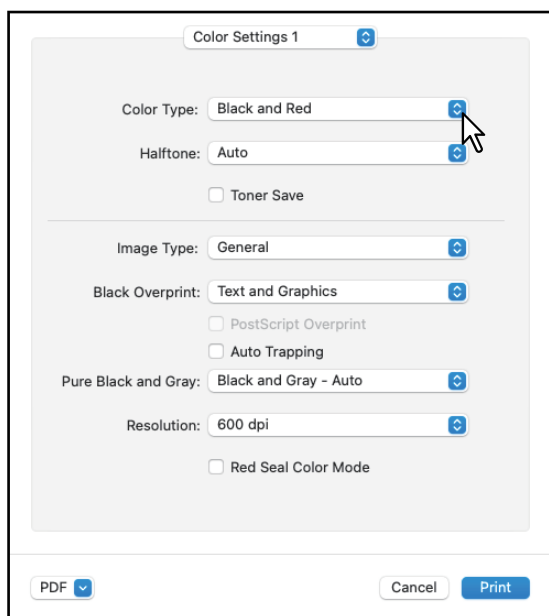 Color Settings 1
Color Type: Black and Red
Halftone: Auto
Toner Save
Image Type: General
Black Overprint: Text and Graphics
PostScript Overprint
Auto Trapping
Pure Black and Gray: Black and Gray - Auto
Resolution: 600 dpi
Red Seal Color Mode
PDF Cancel Print